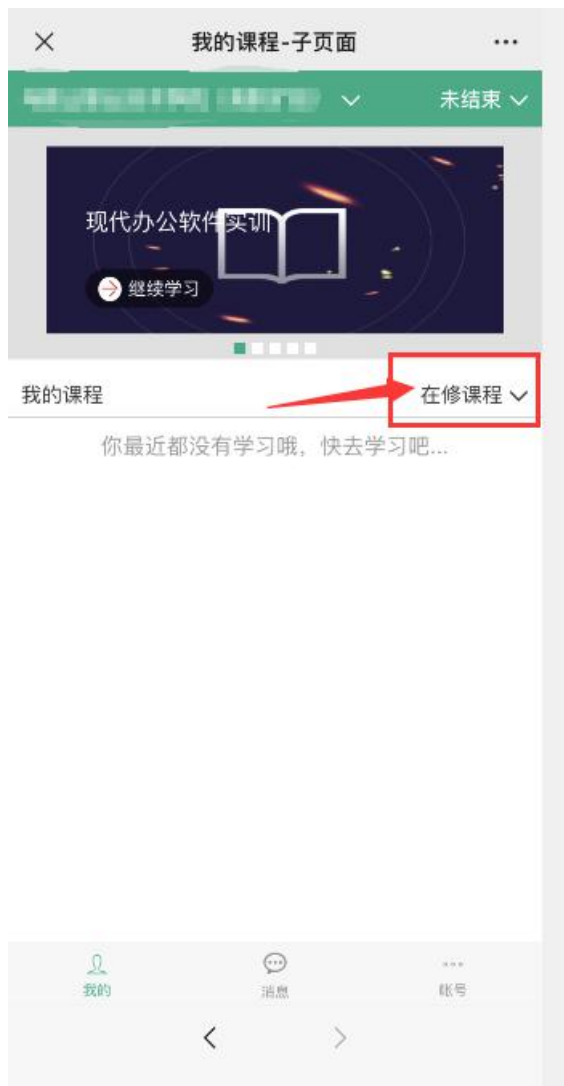 我的课程-子页面
未结束
现代办公软件实训
继续学习
我的课程
在修课程
你最近都没有学习哦，快去学习吧...
我的
消息
账号